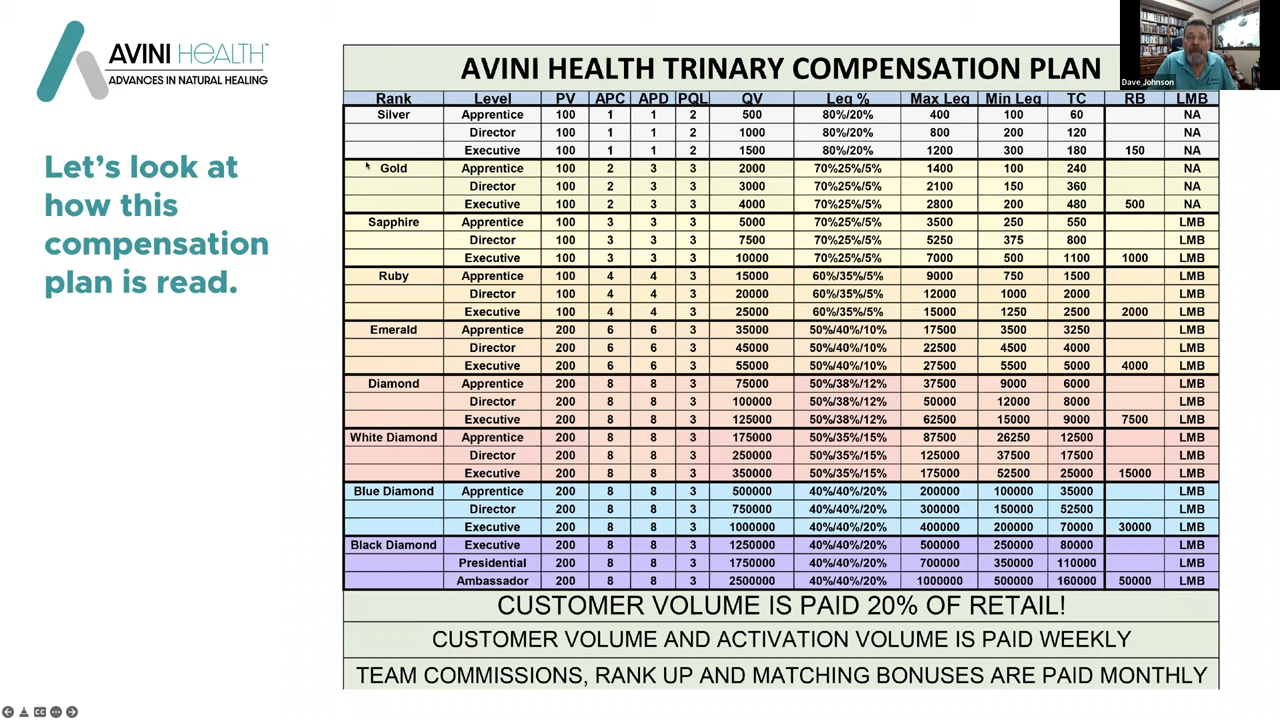 AVINI HEALTH™
ADVANCES IN NATURAL HEALING
Let's look at
how this
compensation
plan is read.
AVINI HEALTH TRINARY COMPENSATION PLAN
Dave Johnson
Rank Level PV APC APD PQL QV Leg % Max Leg Min Leg TC RB LMB
Silver Apprentice 100 1 1 2 500 80%/20% 400 100 60 NA
Director 100 1 1 2 1000 80%/20% 800 200 120 NA
Executive 100 1 1 2 1500 80%/20% 1200 300 180 150 NA
Gold Apprentice 100 2 3 3 2000 70%25%/5% 1400 100 240 NA
Director 100 2 3 3 3000 70%25%/5% 2100 150 360 NA
Executive 100 2 3 3 4000 70%25%/5% 2800 200 480 500 NA
Sapphire Apprentice 100 3 3 3 5000 70%25%/5% 3500 250 550 LMB
Director 100 3 3 3 7500 70%25%/5% 5250 375 800 LMB
Executive 100 3 3 3 10000 70%25%/5% 7000 500 1100 1000 LMB
Ruby Apprentice 100 4 4 3 15000 60%/35%/5% 9000 750 1500 LMB
Director 100 4 4 3 20000 60%/35%/5% 12000 1000 2000 LMB
Executive 100 4 4 3 25000 60%/35%/5% 15000 1250 2500 2000 LMB
Emerald Apprentice 200 6 6 3 35000 50%/40%/10% 17500 3500 3250 LMB
Director 200 6 6 3 45000 50%/40%/10% 22500 4500 4000 LMB
Executive 200 6 6 3 55000 50%/40%/10% 27500 5500 5000 4000 LMB
Diamond Apprentice 200 8 8 3 75000 50%/38%/12% 37500 9000 6000 LMB
Director 200 8 8 3 100000 50%/38%/12% 50000 12000 8000 LMB
Executive 200 8 8 3 125000 50%/38%/12% 62500 15000 9000 7500 LMB
White Diamond Apprentice 200 8 8 3 175000 50%/35%/15% 87500 26250 12500 LMB
Director 200 8 8 3 250000 50%/35%/15% 125000 37500 17500 LMB
Executive 200 8 8 3 350000 50%/35%/15% 175000 52500 25000 15000 LMB
Blue Diamond Apprentice 200 8 8 3 500000 40%/40%/20% 200000 100000 35000 LMB
Director 200 8 8 3 750000 40%/40%/20% 300000 150000 52500 LMB
Executive 200 8 8 3 1000000 40%/40%/20% 400000 200000 70000 30000 LMB
Black Diamond Executive 200 8 8 3 1250000 40%/40%/20% 500000 250000 80000 LMB
Presidential 200 8 8 3 1750000 40%/40%/20% 700000 350000 110000 LMB
Ambassador 200 8 8 3 2500000 40%/40%/20% 1000000 500000 160000 50000 LMB
CUSTOMER VOLUME IS PAID 20% OF RETAIL!
CUSTOMER VOLUME AND ACTIVATION VOLUME IS PAID WEEKLY
TEAM COMMISSIONS, RANK UP AND MATCHING BONUSES ARE PAID MONTHLY